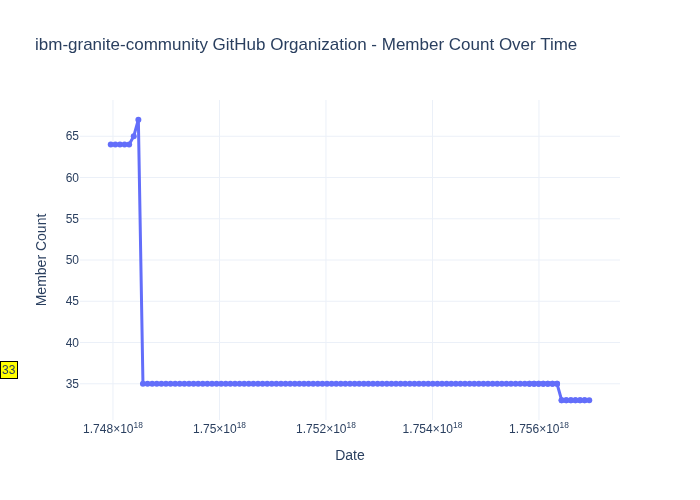 ibm-granite-community GitHub Organization - Member Count Over Time
65
60
55
50
45
40
35
Member Count
33
1.748×10¹⁸ 1.75×10¹⁸ 1.752×10¹⁸ 1.754×10¹⁸ 1.756×10¹⁸
Date